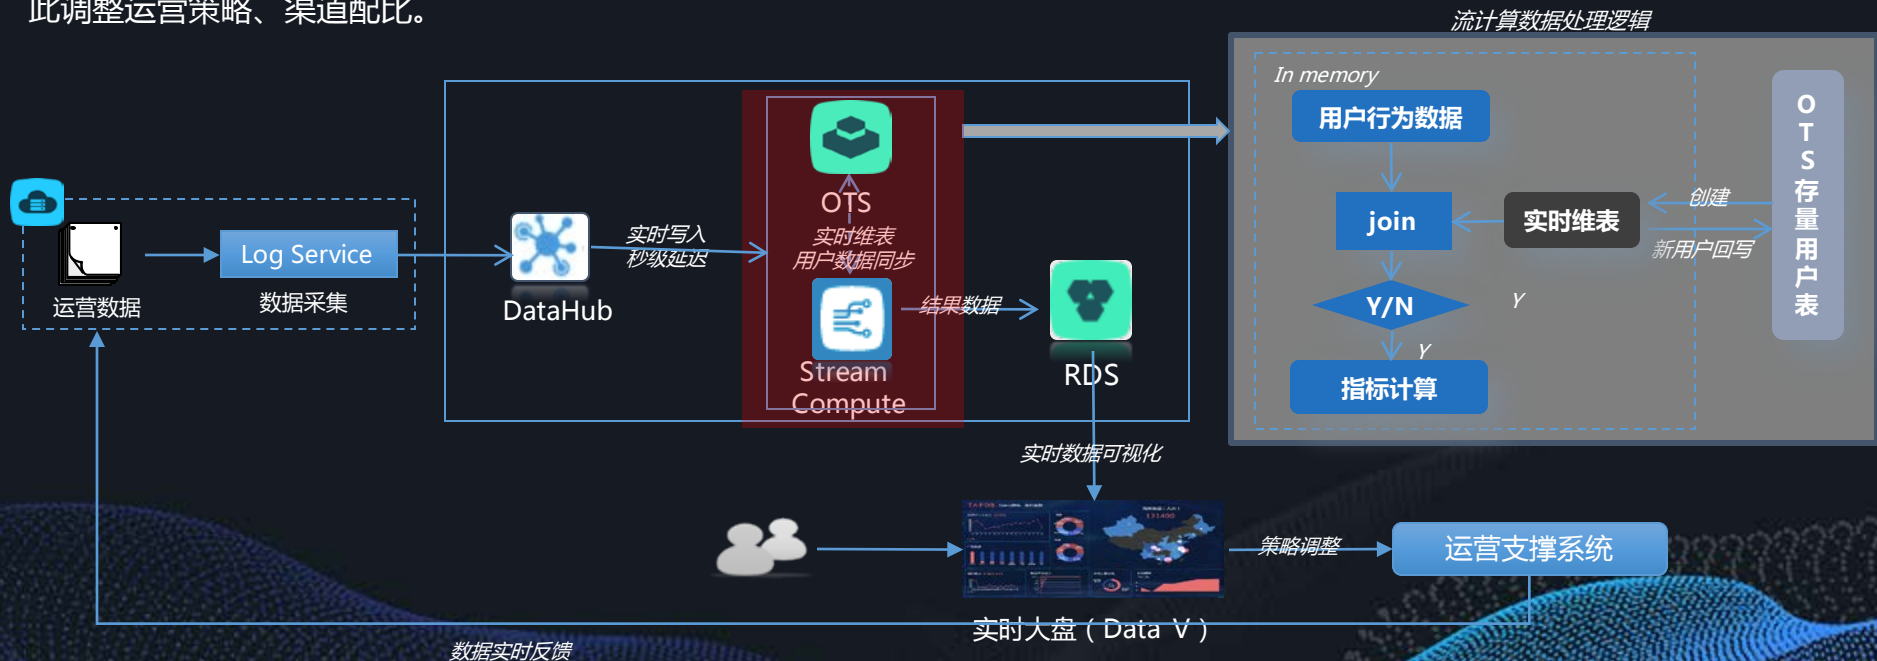 此调整运营策略、渠道配比。
流计算数据处理逻辑
In memory
用户行为数据
join
实时维表
创建
新用户回写
OTS存量用户表
Y/N
Y
Y
指标计算
OTS
实时维表
用户数据同步
Stream
Compute
实时写入
秒级延迟
DataHub
结果数据
RDS
Log Service
数据采集
运营数据
实时数据可视化
131400
策略调整
运营支撑系统
实时大盘（Data V）
数据实时反馈